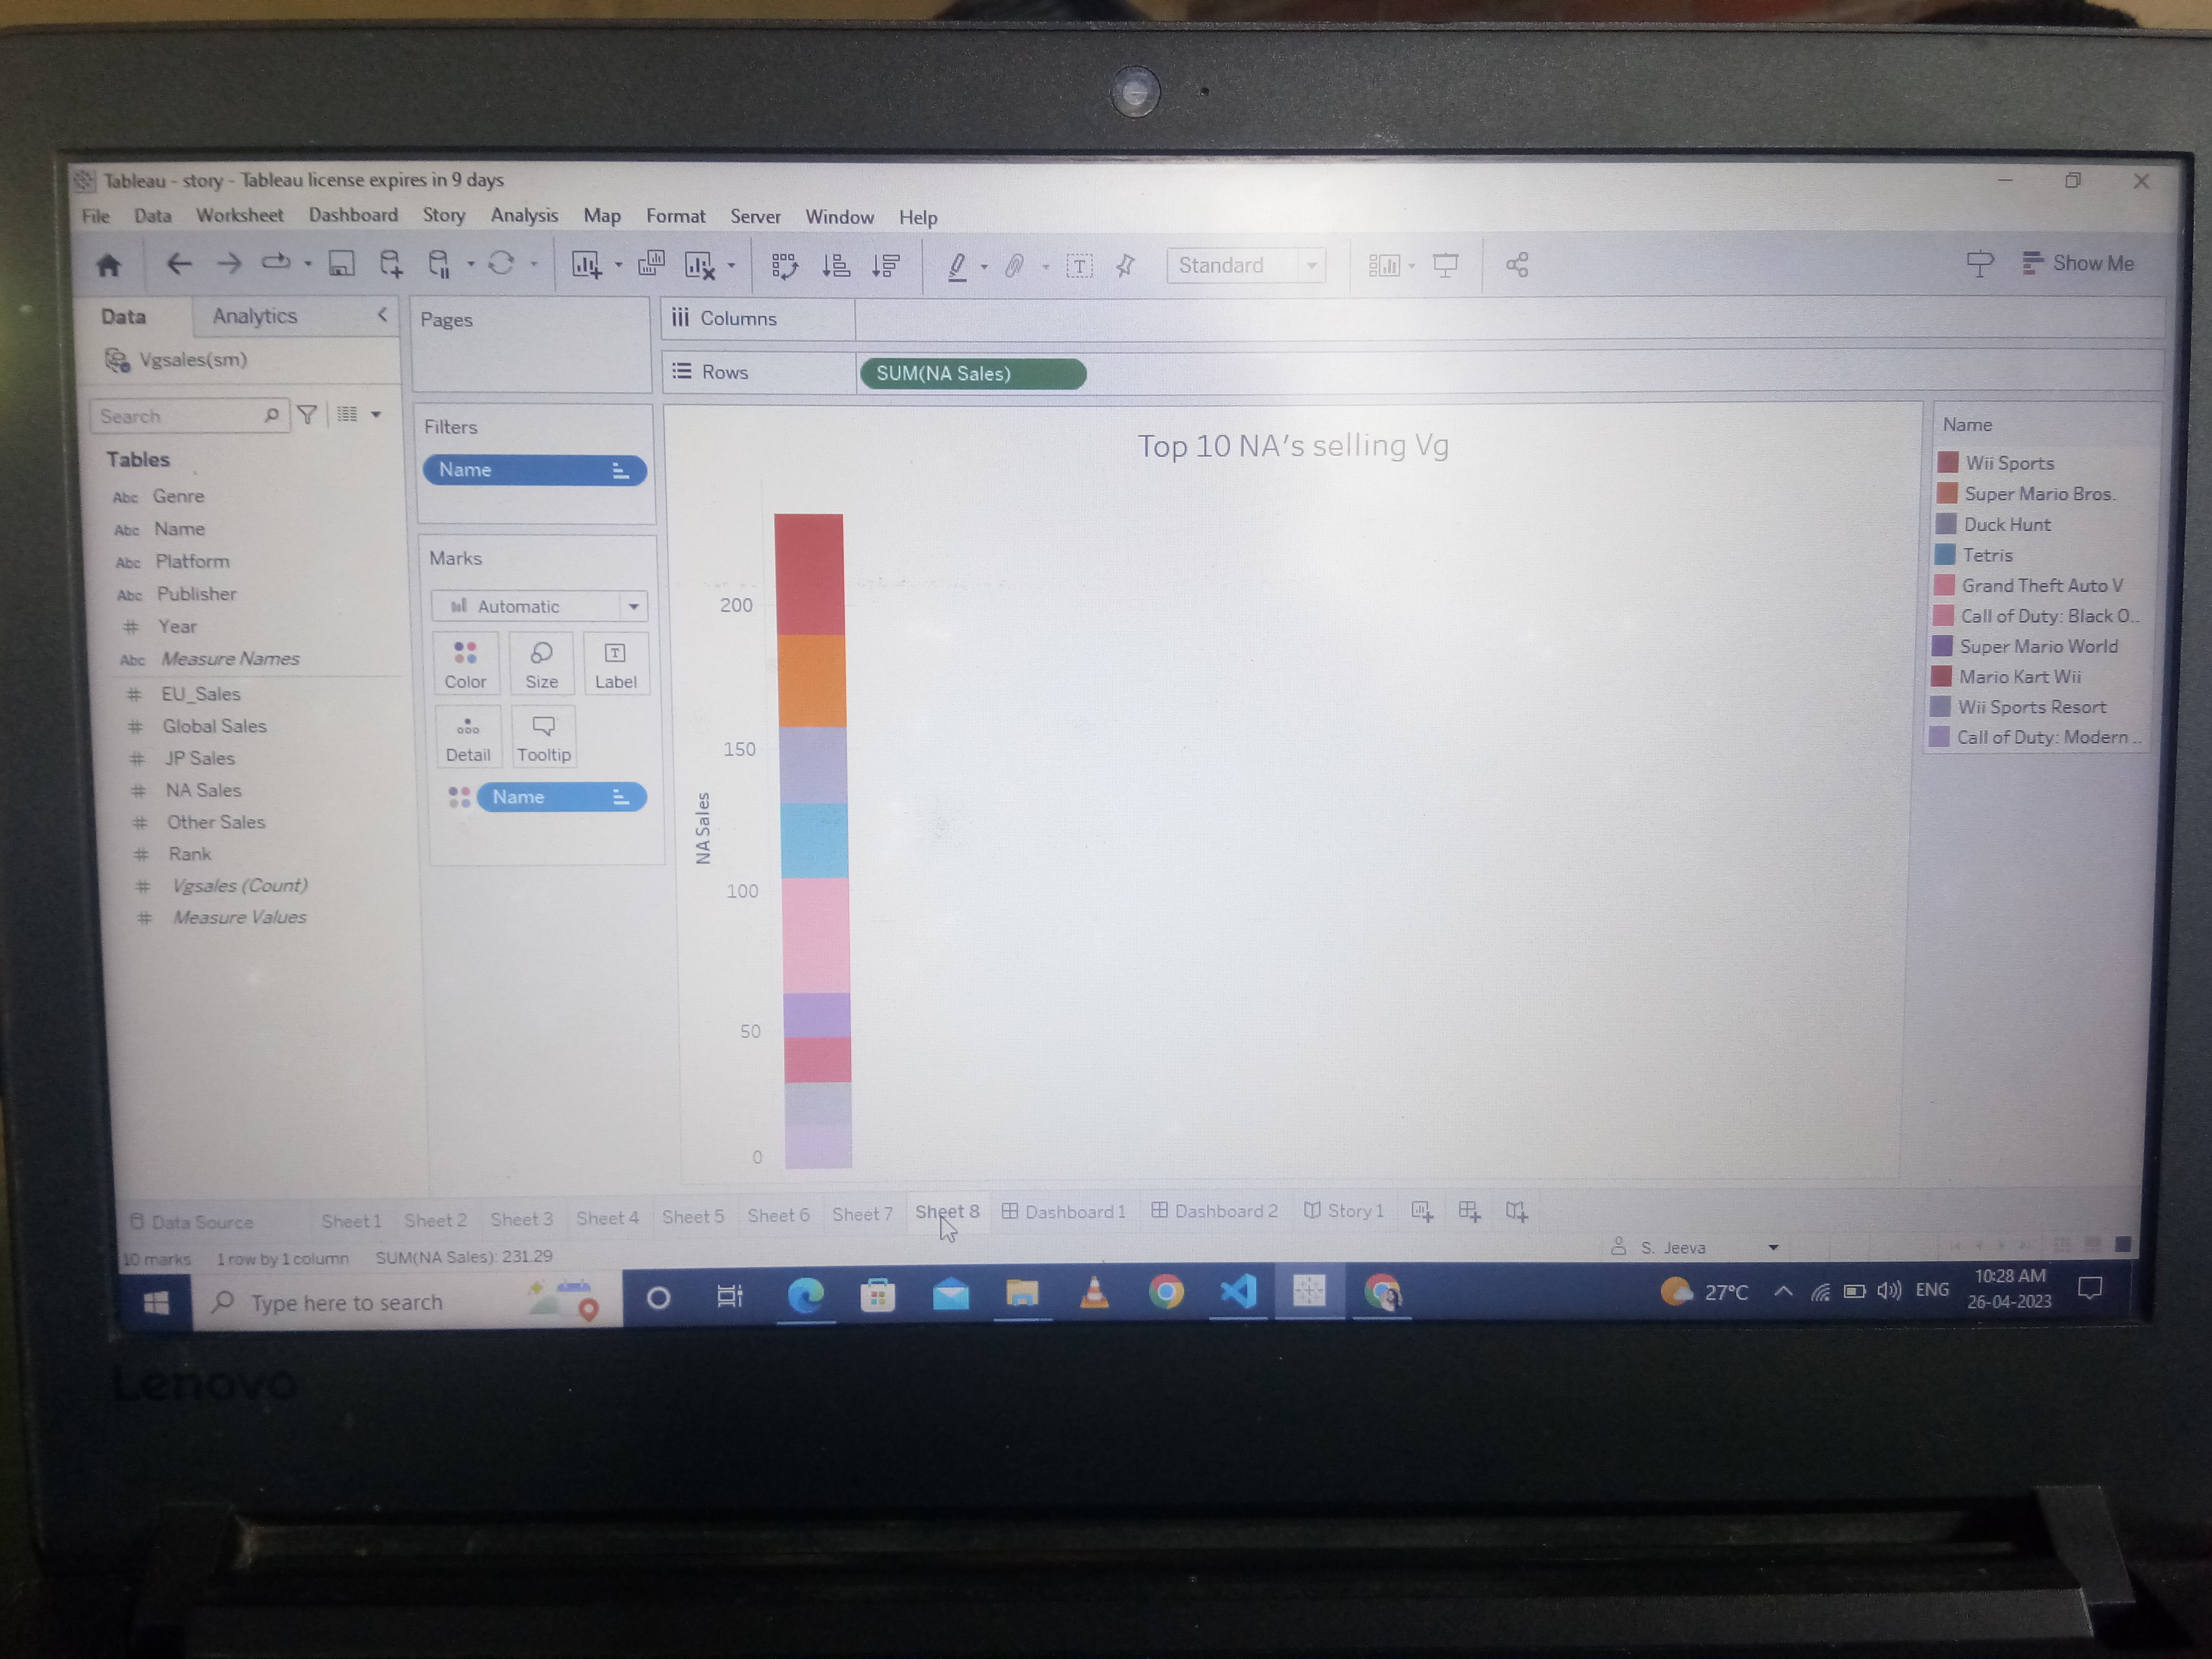 Tableau - story - Tableau license expires in 9 days
File Data Worksheet Dashboard Story Analysis Map Format Server Window Help
Standard
Show Me
Data Analytics
Vgsales(sm)
Search
Tables
Abc Genre
Abc Name
Abc Platform
Abc Publisher
# Year
Abc Measure Names
# EU_Sales
# Global Sales
# JP Sales
# NA Sales
# Other Sales
# Rank
# Vgsales (Count)
# Measure Values
Pages
Filters
Name
Marks
Automatic
Color Size Label
Detail Tooltip
Name
Columns
Rows SUM(NA Sales)
Top 10 NA's selling Vg
NA Sales
200
150
100
50
0
Name
Wii Sports
Super Mario Bros.
Duck Hunt
Tetris
Grand Theft Auto V
Call of Duty: Black O..
Super Mario World
Mario Kart Wii
Wii Sports Resort
Call of Duty: Modern ..
Data Source Sheet 1 Sheet 2 Sheet 3 Sheet 4 Sheet 5 Sheet 6 Sheet 7 Sheet 8 Dashboard 1 Dashboard 2 Story 1
10 marks 1 row by 1 column SUM(NA Sales): 231.29
S. Jeeva
Type here to search
27°C ENG
10:28 AM
26-04-2023
Lenovo